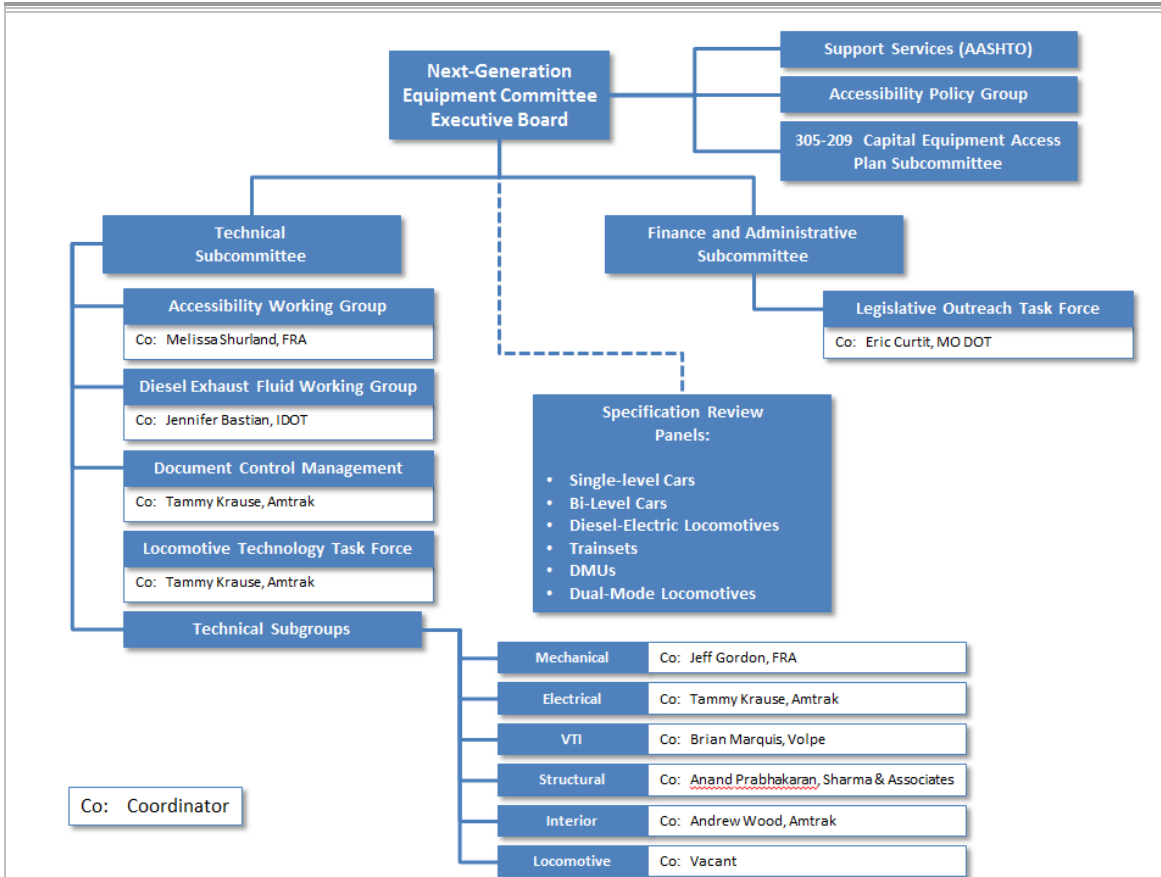 Next-Generation
Equipment Committee
Executive Board
Support Services (AASHTO)
Accessibility Policy Group
305-209 Capital Equipment Access
Plan Subcommittee
Technical
Subcommittee
Finance and Administrative
Subcommittee
Accessibility Working Group
Co: Melissa Shurland, FRA
Diesel Exhaust Fluid Working Group
Co: Jennifer Bastian, IDOT
Document Control Management
Co: Tammy Krause, Amtrak
Locomotive Technology Task Force
Co: Tammy Krause, Amtrak
Technical Subgroups
Legislative Outreach Task Force
Co: Eric Curtit, MO DOT
Specification Review
Panels:
• Single-level Cars
• Bi-Level Cars
• Diesel-Electric Locomotives
• Trainsets
• DMUs
• Dual-Mode Locomotives
Mechanical Co: Jeff Gordon, FRA
Electrical Co: Tammy Krause, Amtrak
VTI Co: Brian Marquis, Volpe
Structural Co: Anand Prabhakaran, Sharma & Associates
Interior Co: Andrew Wood, Amtrak
Locomotive Co: Vacant
Co: Coordinator